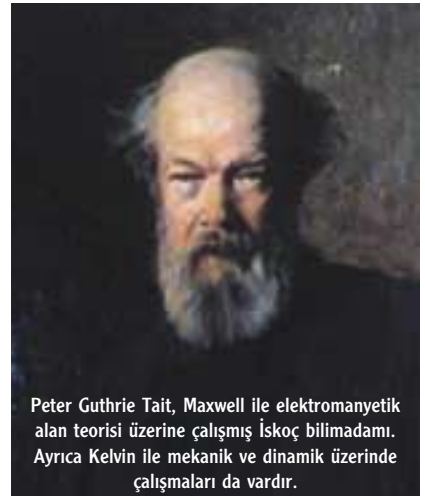 Peter Guthrie Tait, Maxwell ile elektromanyetik
alan teorisi üzerine çalışmış İskoç bilimadamı.
Ayrıca Kelvin ile mekanik ve dinamik üzerinde
çalışmaları da vardır.